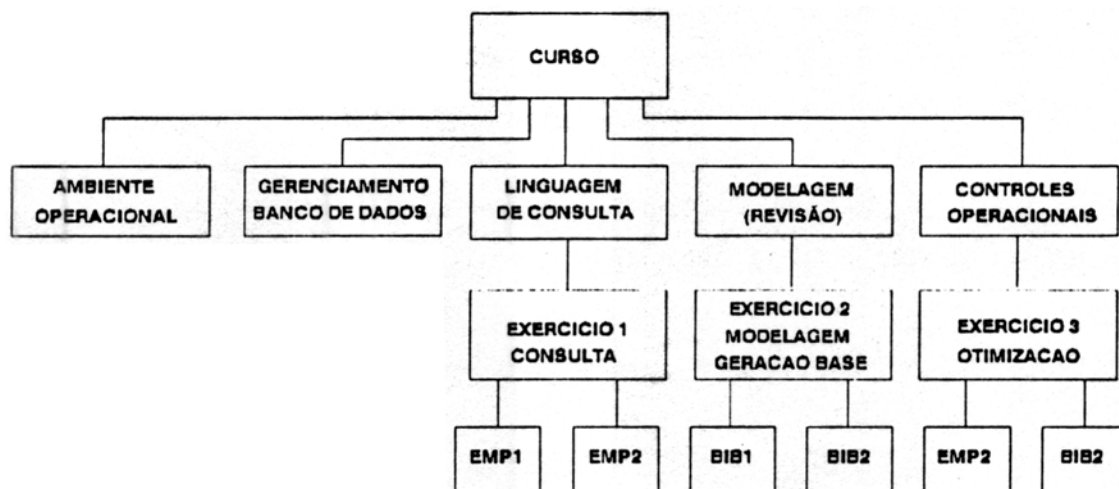 CURSO
AMBIENTE
OPERACIONAL
GERENCIAMENTO
BANCO DE DADOS
LINGUAGEM
DE CONSULTA
MODELAGEM
(REVISÃO)
CONTROLES
OPERACIONAIS
EXERCICIO 1
CONSULTA
EXERCICIO 2
MODELAGEM
GERACAO BASE
EXERCICIO 3
OTIMIZACAO
EMP1
EMP2
BIB1
BIB2
EMP2
BIB2